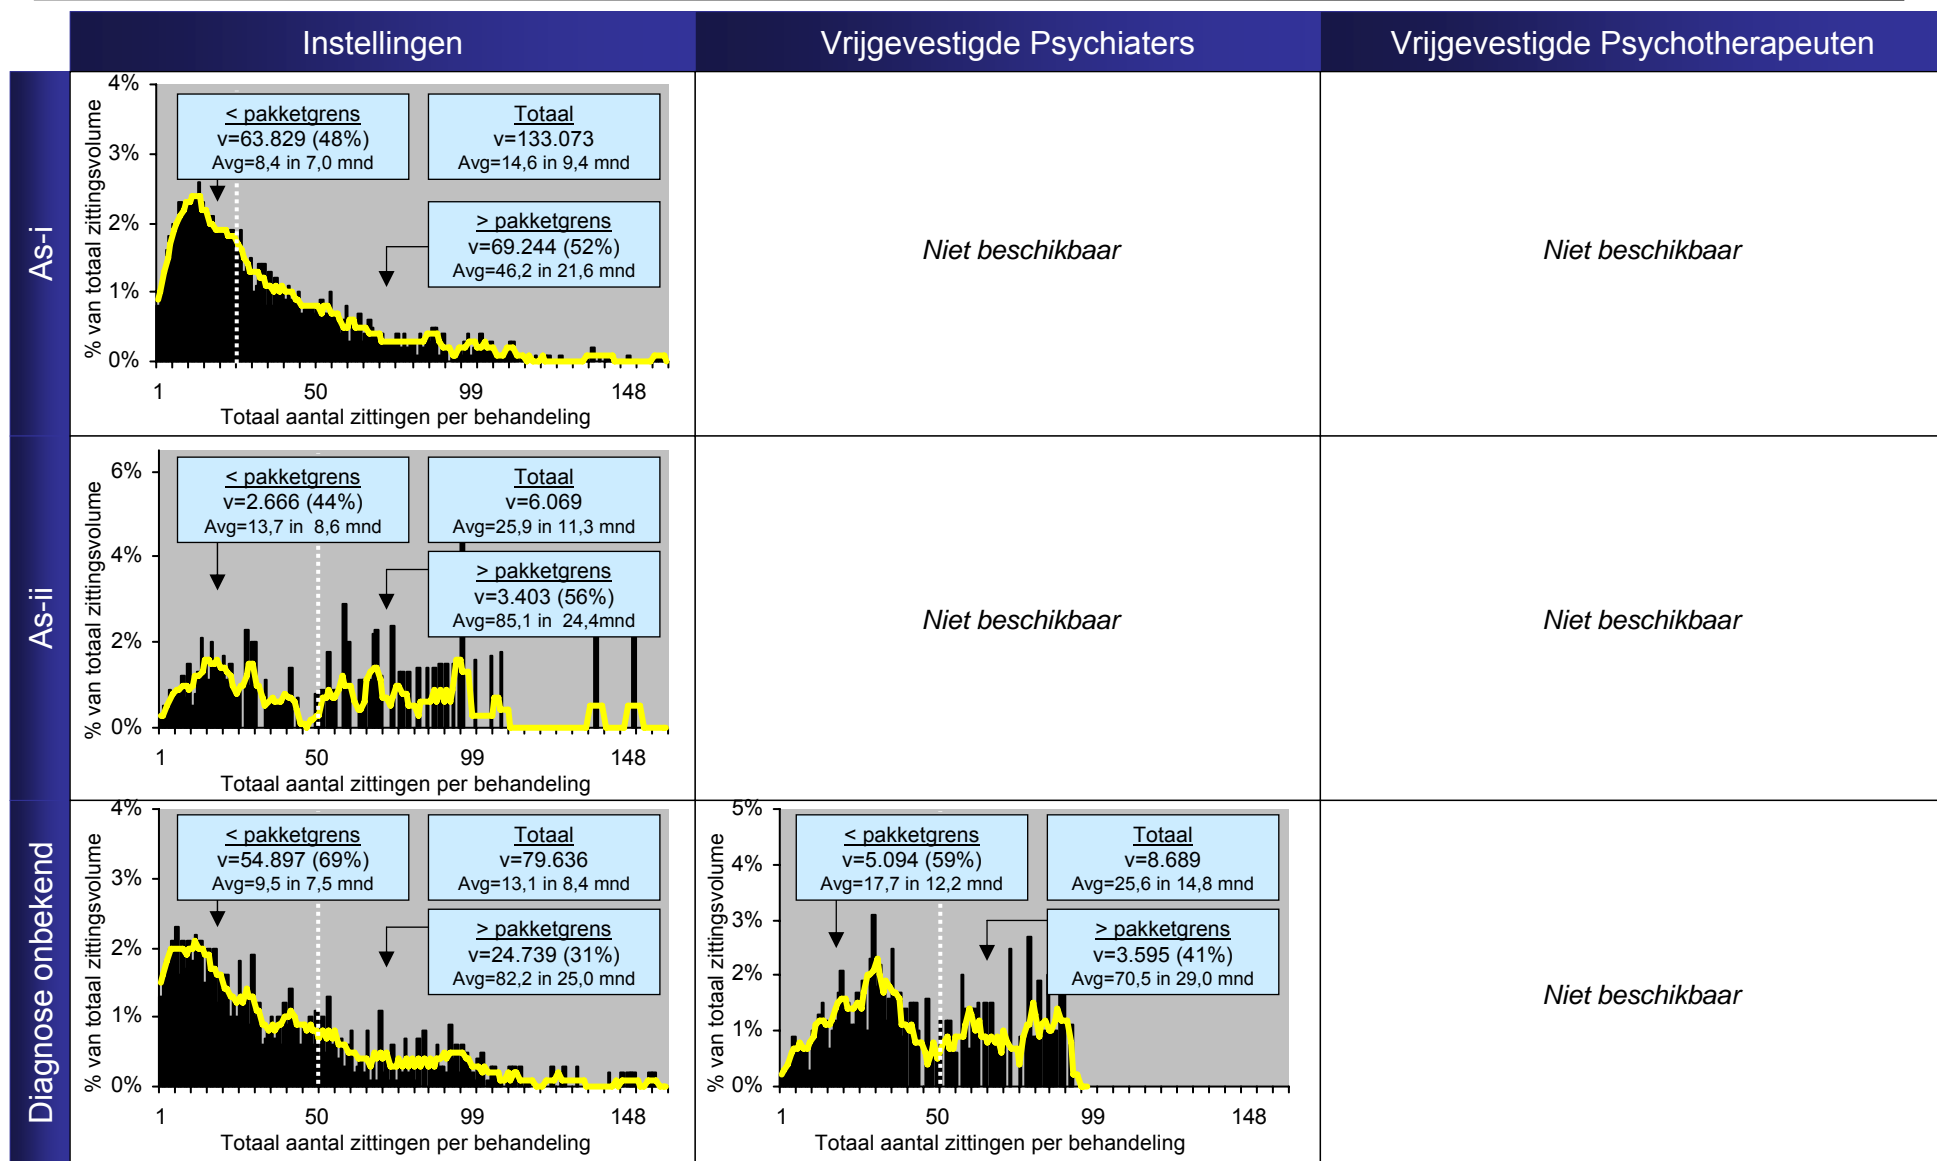 Instellingen
Vrijgevestigde Psychiaters
Vrijgevestigde Psychotherapeuten
As-i
% van totaal zittingsvolume
4%
3%
2%
1%
0%
< pakketgrens
v=63.829 (48%)
Avg=8,4 in 7,0 mnd
Totaal
v=133.073
Avg=14,6 in 9,4 mnd
> pakketgrens
v=69.244 (52%)
Avg=46,2 in 21,6 mnd
1 50 99 148
Totaal aantal zittingen per behandeling
Niet beschikbaar
Niet beschikbaar
As-ii
% van totaal zittingsvolume
6%
4%
2%
0%
< pakketgrens
v=2.666 (44%)
Avg=13,7 in 8,6 mnd
Totaal
v=6.069
Avg=25,9 in 11,3 mnd
> pakketgrens
v=3.403 (56%)
Avg=85,1 in 24,4mnd
1 50 99 148
Totaal aantal zittingen per behandeling
Niet beschikbaar
Niet beschikbaar
Diagnose onbekend
% van totaal zittingsvolume
4%
3%
2%
1%
0%
< pakketgrens
v=54.897 (69%)
Avg=9,5 in 7,5 mnd
Totaal
v=79.636
Avg=13,1 in 8,4 mnd
> pakketgrens
v=24.739 (31%)
Avg=82,2 in 25,0 mnd
1 50 99 148
Totaal aantal zittingen per behandeling
% van totaal zittingsvolume
5%
4%
3%
2%
1%
0%
< pakketgrens
v=5.094 (59%)
Avg=17,7 in 12,2 mnd
Totaal
v=8.689
Avg=25,6 in 14,8 mnd
> pakketgrens
v=3.595 (41%)
Avg=70,5 in 29,0 mnd
1 50 99 148
Totaal aantal zittingen per behandeling
Niet beschikbaar